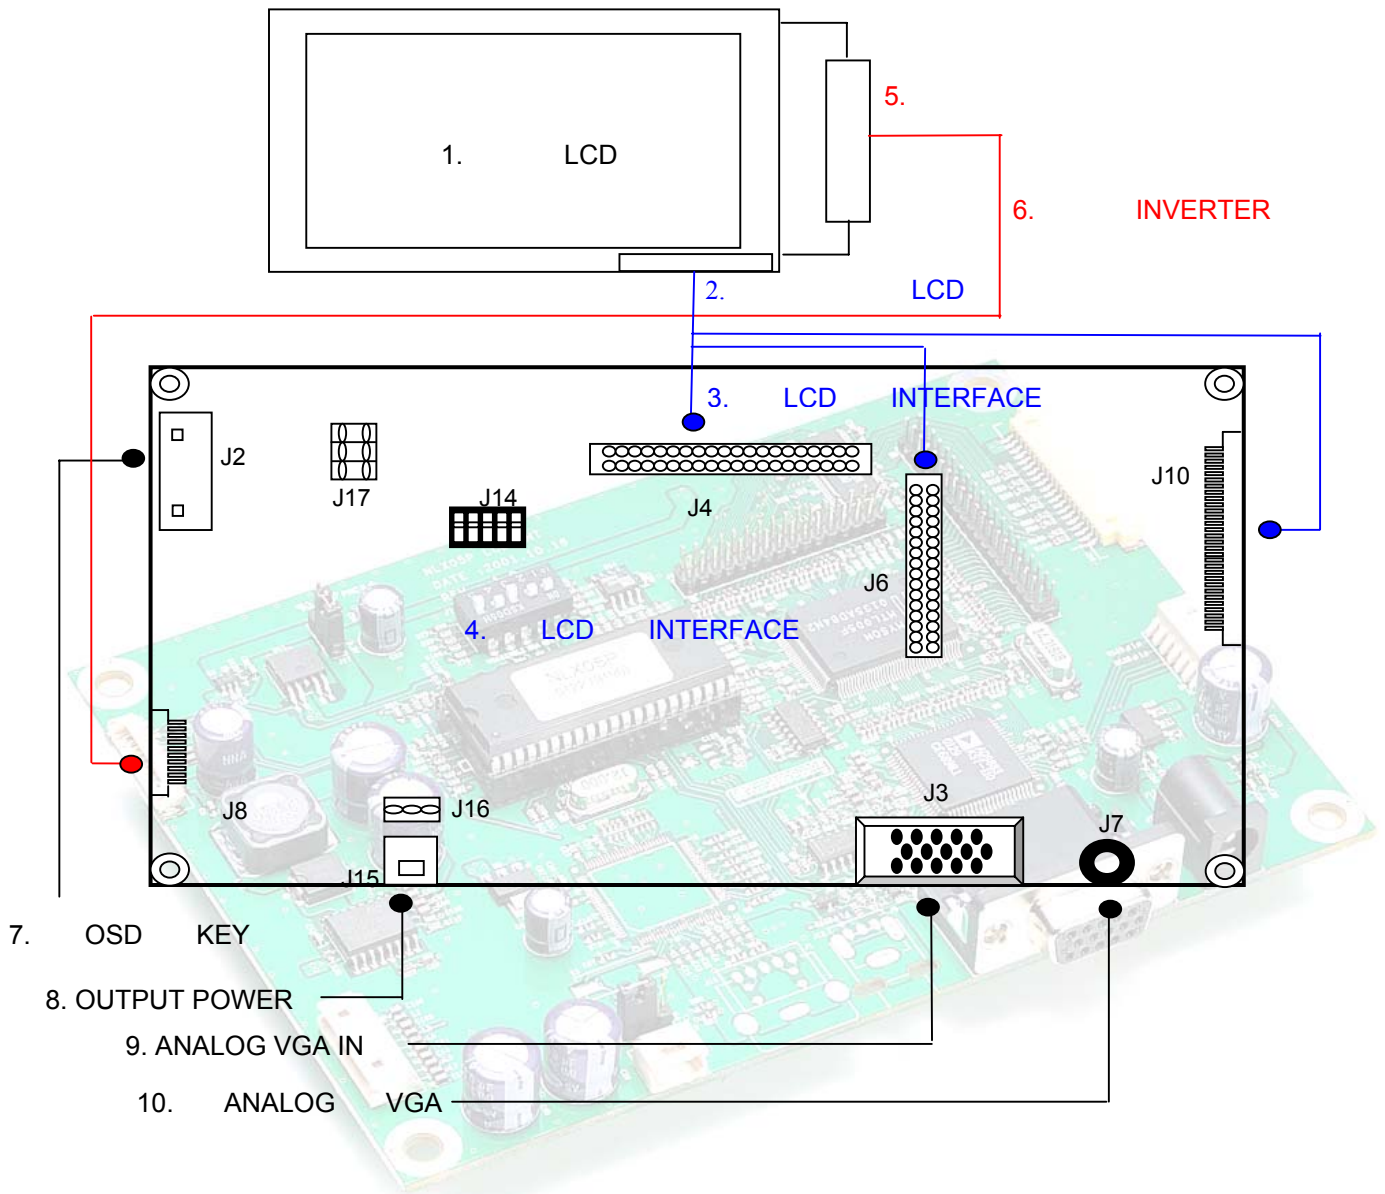 5.
1. LCD
6. INVERTER
2. LCD
3. LCD INTERFACE
J2
J17
J14
J4
J10
J6
4. LCD INTERFACE
J8
J16
J3
J7
J15
7. OSD KEY
8. OUTPUT POWER
9. ANALOG VGA IN
10. ANALOG VGA